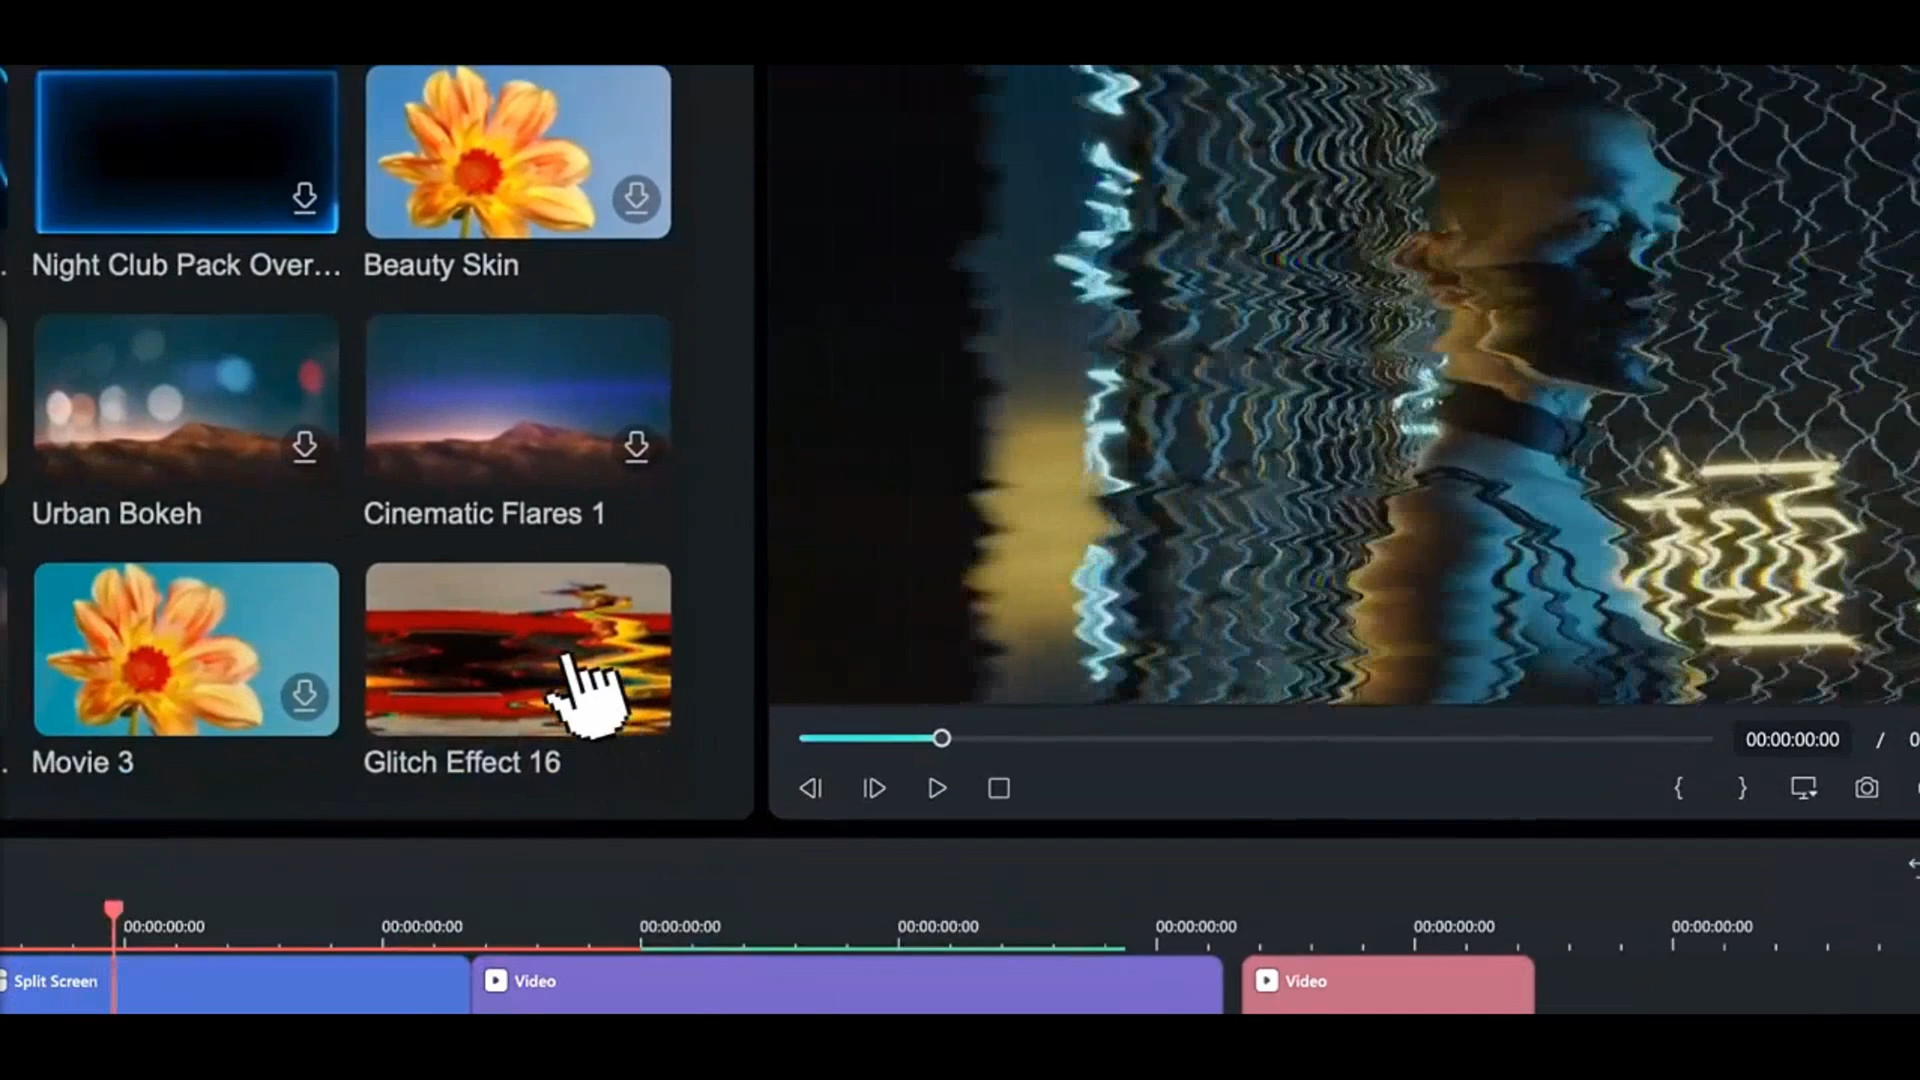 Night Club Pack Over...
Beauty Skin
Urban Bokeh
Cinematic Flares 1
Movie 3
Glitch Effect 16
00:00:00:00 /
00:00:00:00
00:00:00:00
00:00:00:00
00:00:00:00
00:00:00:00
00:00:00:00
00:00:00:00
Split Screen
Video
Video